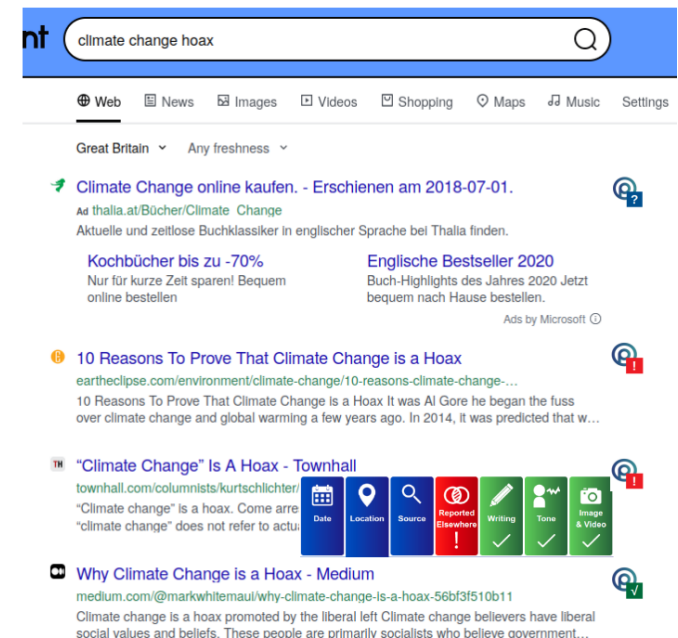 nt climate change hoax
Web News Images Videos Shopping Maps Music Settings
Great Britain Any freshness
Climate Change online kaufen. - Erschienen am 2018-07-01.
Ad thalia.at/Bücher/Climate Change
Aktuelle und zeitlose Buchklassiker in englischer Sprache bei Thalia finden.
Kochbücher bis zu -70%
Nur für kurze Zeit sparen! Bequem
online bestellen
Englische Bestseller 2020
Buch-Highlights des Jahres 2020 Jetzt
bequem nach Hause bestellen.
Ads by Microsoft
?
10 Reasons To Prove That Climate Change is a Hoax
eartheclipse.com/environment/climate-change/10-reasons-climate-change-...
10 Reasons To Prove That Climate Change is a Hoax It was Al Gore he began the fuss
over climate change and global warming a few years ago. In 2014, it was predicted that w...
!
TH
“Climate Change” Is A Hoax - Townhall
townhall.com/columnists/kurtschlichter/
“Climate change” is a hoax. Come arre
“climate change” does not refer to actu
!
Date
Location
Source
Reported
Elsewhere
!
Writing
Tone
Image
& Video
Why Climate Change is a Hoax - Medium
medium.com/@markwhitemaui/why-climate-change-is-a-hoax-56bf3f510b11
Climate change is a hoax promoted by the liberal left Climate change believers have liberal
social values and beliefs. These people are primarily socialists who believe government...